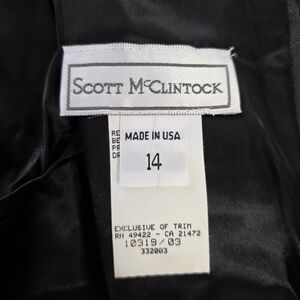 SCOTT McCLINTOCK
MADE IN USA
14
EXCLUSIVE OF TRIM
RN 49422 - CA 21472
10319/03
332003